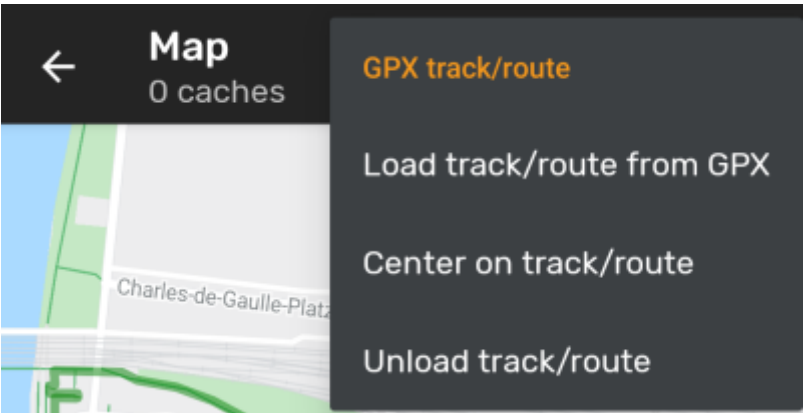 Map
0 caches
GPX track/route
Load track/route from GPX
Center on track/route
Unload track/route
Charles-de-Gaulle-Platz